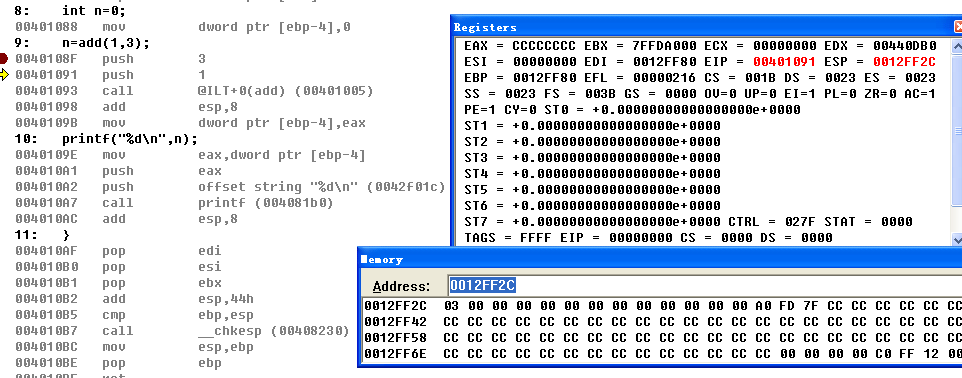 8:    int n=0;
00401088   mov         dword ptr [ebp-4],0
9:    n=add(1,3);
0040108F   push        3
00401091   push        1
00401093   call        @ILT+0(add) (00401005)
00401098   add         esp,8
0040109B   mov         dword ptr [ebp-4],eax
10:   printf("%d\n",n);
0040109E   mov         eax,dword ptr [ebp-4]
004010A1   push        eax
004010A2   push        offset string "%d\n" (0042f01c)
004010A7   call        printf (004081b0)
004010AC   add         esp,8
11:   }
004010AF   pop         edi
004010B0   pop         esi
004010B1   pop         ebx
004010B2   add         esp,44h
004010B5   cmp         ebp,esp
004010B7   call        __chkesp (00408230)
004010BC   mov         esp,ebp
004010BE   pop         ebp
Registers
EAX = CCCCCCCC EBX = 7FFDA000 ECX = 00000000 EDX = 00440DB0
ESI = 00000000 EDI = 0012FF80 EIP = 00401091 ESP = 0012FF2C
EBP = 0012FF80 EFL = 00000216 CS = 001B DS = 0023 ES = 0023
SS = 0023 FS = 003B GS = 0000 OV=0 UP=0 EI=1 PL=0 ZR=0 AC=1
PE=1 CY=0 ST0 = +0.00000000000000000e+0000
ST1 = +0.00000000000000000e+0000
ST2 = +0.00000000000000000e+0000
ST3 = +0.00000000000000000e+0000
ST4 = +0.00000000000000000e+0000
ST5 = +0.00000000000000000e+0000
ST6 = +0.00000000000000000e+0000
ST7 = +0.00000000000000000e+0000 CTRL = 027F STAT = 0000
TAGS = FFFF EIP = 00000000 CS = 0000 DS = 0000
Memory
Address: 0012FF2C
0012FF2C  03 00 00 00 00 00 00 00 00 00 00 00 00 A0 FD 7F CC CC CC CC CC CC
0012FF42  CC CC CC CC CC CC CC CC CC CC CC CC CC CC CC CC CC CC CC CC CC CC
0012FF58  CC CC CC CC CC CC CC CC CC CC CC CC CC CC CC CC CC CC CC CC CC CC
0012FF6E  CC CC CC CC CC CC CC CC CC CC CC CC CC CC 00 00 00 00 C0 FF 12 00